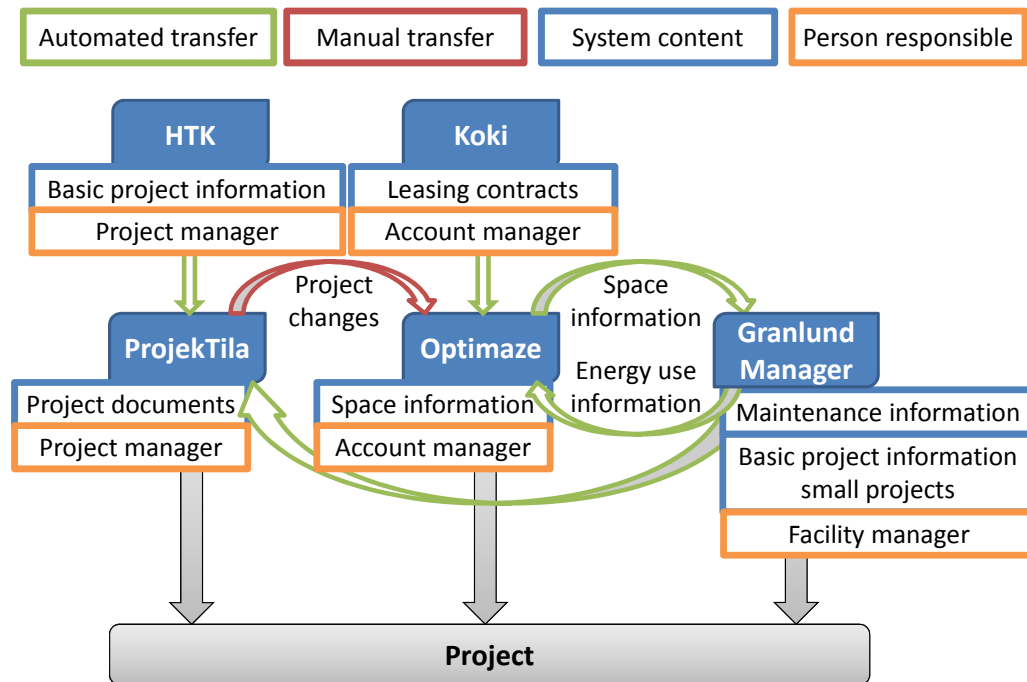 Automated transfer
Manual transfer
System content
Person responsible
HTK
Basic project information
Project manager
Koki
Leasing contracts
Account manager
Project
changes
Space
information
ProjekTila
Project documents
Project manager
Optimaze
Space information
Account manager
Energy use
information
Granlund
Manager
Maintenance information
Basic project information
small projects
Facility manager
Project